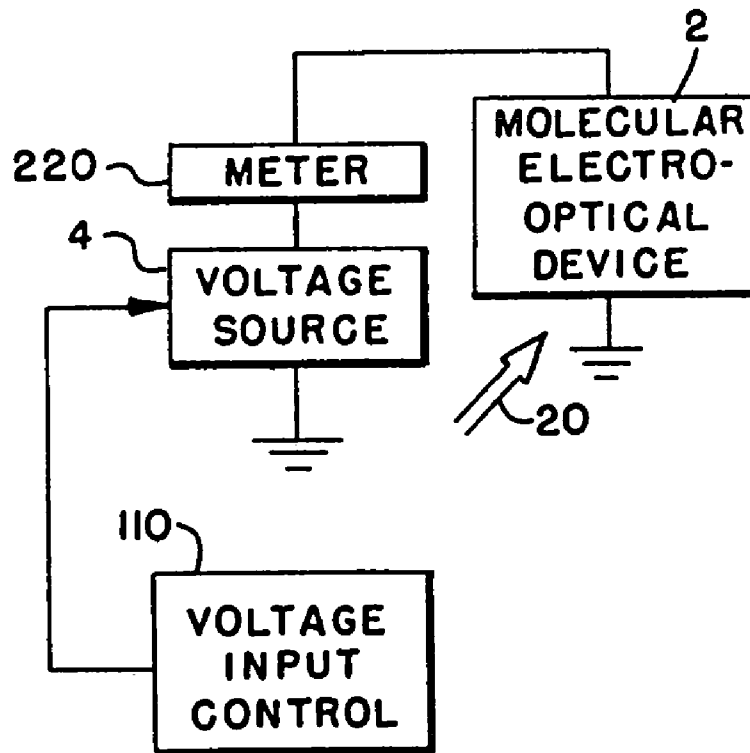 2
MOLECULAR
ELECTRO-
OPTICAL
DEVICE
220
METER
4
VOLTAGE
SOURCE
20
110
VOLTAGE
INPUT
CONTROL